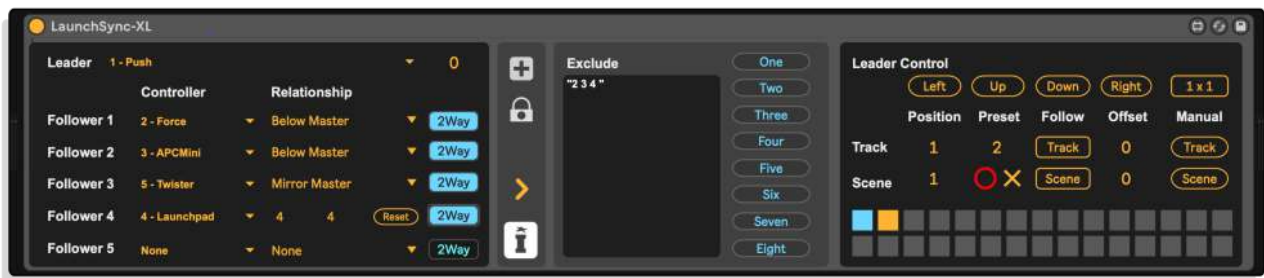 LaunchSync-XL
Leader 1 - Push 0
Controller Relationship
Follower 1 2 - Force Below Master 2Way
Follower 2 3 - APCMini Below Master 2Way
Follower 3 5 - Twister Mirror Master 2Way
Follower 4 4 - Launchpad 4 4 Reset 2Way
Follower 5 None None 2Way
Exclude
"2 3 4 "
One
Two
Three
Four
Five
Six
Seven
Eight
Leader Control
Left Up Down Right 1 x 1
Position Preset Follow Offset Manual
Track 1 2 Track 0 Track
Scene 1 Scene 0 Scene